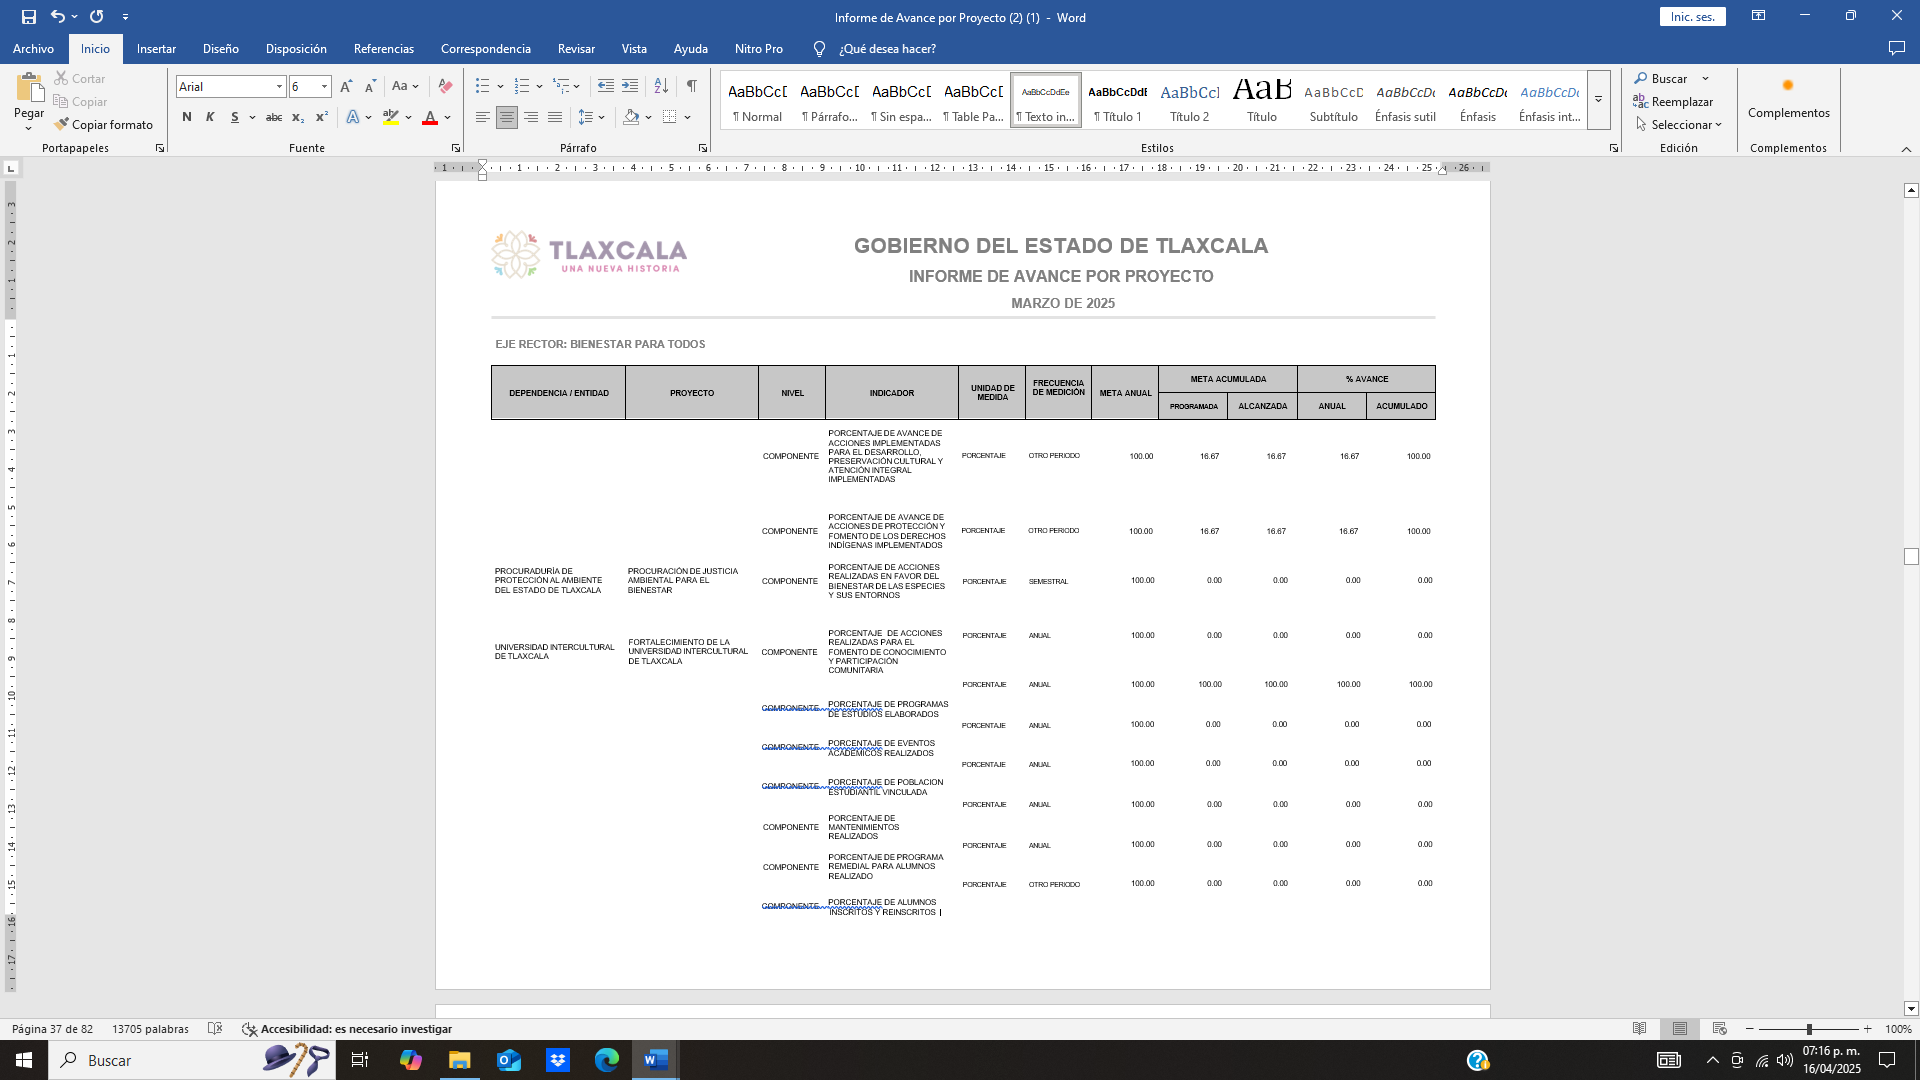 Informe de Avance por Proyecto (2) (1) - Word
Inic. ses.
Archivo Inicio Insertar Diseño Disposición Referencias Correspondencia Revisar Vista Ayuda Nitro Pro ¿Qué desea hacer?
Pegar
Cortar
Copiar
Copiar formato
Portapapeles
Arial 6
Fuente
Párrafo
AaBbCcDdEe
¶ Normal ¶ Párrafo... ¶ Sin espa... ¶ Table Pa... ¶ Texto in... ¶ Título 1 Título 2 Título Subtítulo Énfasis sutil Énfasis Énfasis int...
Estilos
Buscar
Reemplazar
Seleccionar
Edición
Complementos
Complementos
TLAXCALA
UNA NUEVA HISTORIA
GOBIERNO DEL ESTADO DE TLAXCALA
INFORME DE AVANCE POR PROYECTO
MARZO DE 2025
EJE RECTOR: BIENESTAR PARA TODOS
DEPENDENCIA / ENTIDAD PROYECTO NIVEL INDICADOR UNIDAD DE MEDIDA FRECUENCIA DE MEDICIÓN META ANUAL META ACUMULADA % AVANCE
PROGRAMADA ALCANZADA ANUAL ACUMULADO
PORCENTAJE DE AVANCE DE
ACCIONES IMPLEMENTADAS
PARA EL DESARROLLO,
PRESERVACIÓN CULTURAL Y
ATENCIÓN INTEGRAL
IMPLEMENTADAS
COMPONENTE PORCENTAJE OTRO PERIODO 100.00 16.67 16.67 16.67 100.00
PORCENTAJE DE AVANCE DE
ACCIONES DE PROTECCIÓN Y
FOMENTO DE LOS DERECHOS
INDÍGENAS IMPLEMENTADOS
COMPONENTE PORCENTAJE OTRO PERIODO 100.00 16.67 16.67 16.67 100.00
PROCURADURÍA DE
PROTECCIÓN AL AMBIENTE
DEL ESTADO DE TLAXCALA
PROCURACIÓN DE JUSTICIA
AMBIENTAL PARA EL
BIENESTAR
COMPONENTE
PORCENTAJE DE ACCIONES
REALIZADAS EN FAVOR DEL
BIENESTAR DE LAS ESPECIES
Y SUS ENTORNOS
PORCENTAJE SEMESTRAL 100.00 0.00 0.00 0.00 0.00
UNIVERSIDAD INTERCULTURAL
DE TLAXCALA
FORTALECIMIENTO DE LA
UNIVERSIDAD INTERCULTURAL
DE TLAXCALA
COMPONENTE
PORCENTAJE DE ACCIONES
REALIZADAS PARA EL
FOMENTO DE CONOCIMIENTO
Y PARTICIPACIÓN
COMUNITARIA
PORCENTAJE ANUAL 100.00 0.00 0.00 0.00 0.00
PORCENTAJE ANUAL 100.00 100.00 100.00 100.00 100.00
COMPONENTE PORCENTAJE DE PROGRAMAS
DE ESTUDIOS ELABORADOS
PORCENTAJE ANUAL 100.00 0.00 0.00 0.00 0.00
COMPONENTE PORCENTAJE DE EVENTOS
ACADEMICOS REALIZADOS
PORCENTAJE ANUAL 100.00 0.00 0.00 0.00 0.00
COMPONENTE PORCENTAJE DE POBLACION
ESTUDIANTIL VINCULADA
PORCENTAJE ANUAL 100.00 0.00 0.00 0.00 0.00
COMPONENTE PORCENTAJE DE
MANTENIMIENTOS
REALIZADOS
PORCENTAJE ANUAL 100.00 0.00 0.00 0.00 0.00
COMPONENTE PORCENTAJE DE PROGRAMA
REMEDIAL PARA ALUMNOS
REALIZADO
PORCENTAJE OTRO PERIODO 100.00 0.00 0.00 0.00 0.00
COMPONENTE PORCENTAJE DE ALUMNOS
INSCRITOS Y REINSCRITOS
Página 37 de 82 13705 palabras Accesibilidad: es necesario investigar 100%
Buscar
07:16 p. m.
16/04/2025